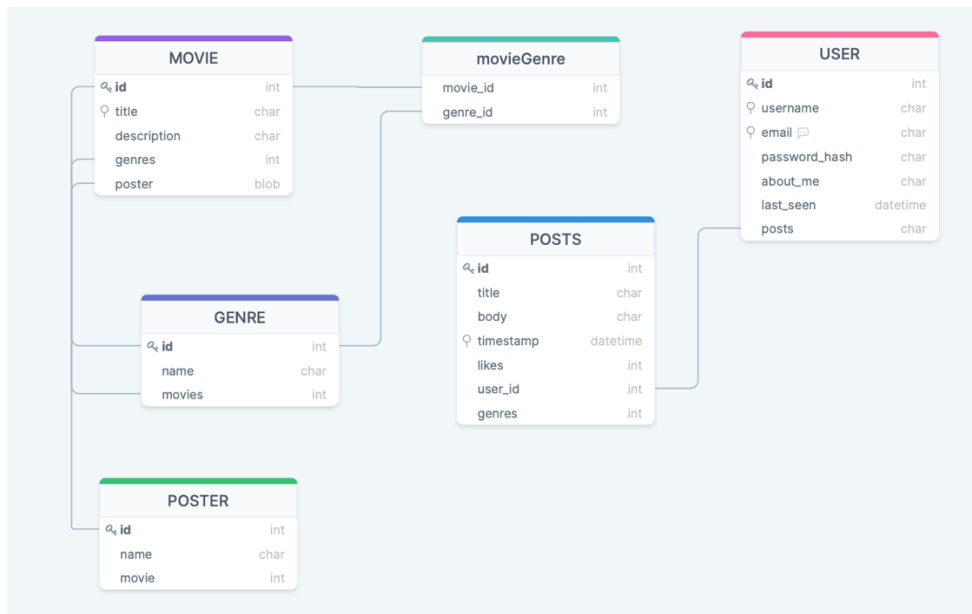 MOVIE
id int
title char
description char
genres int
poster blob
movieGenre
movie_id int
genre_id int
USER
id int
username char
email char
password_hash char
about_me char
last_seen datetime
posts char
POSTS
id int
title char
body char
timestamp datetime
likes int
user_id int
genres int
GENRE
id int
name char
movies int
POSTER
id int
name char
movie int